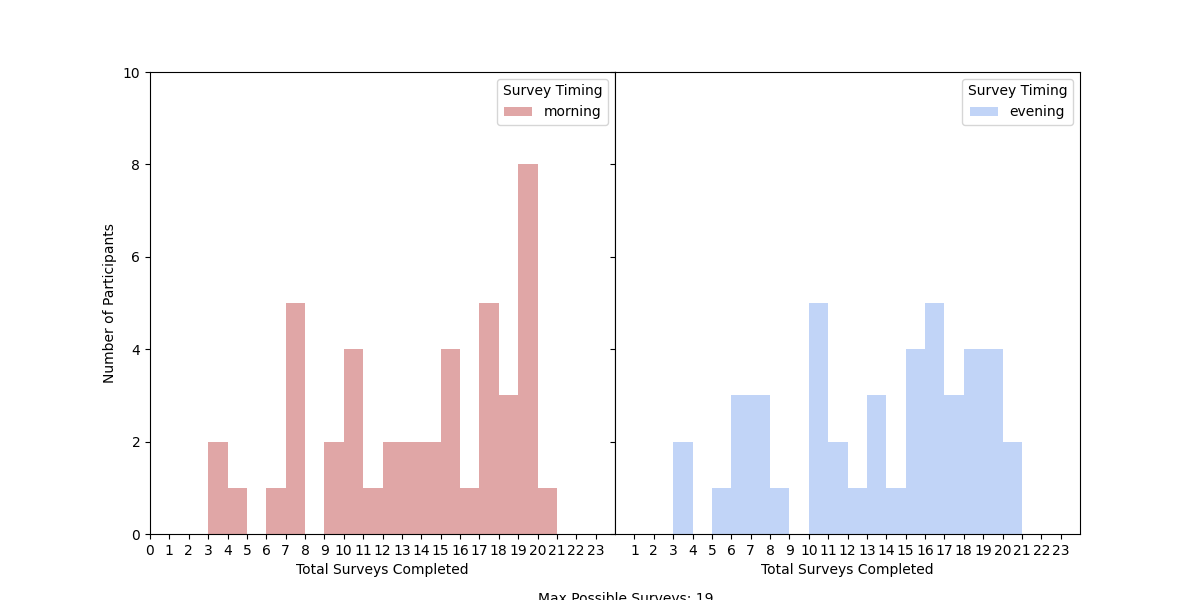 Survey Timing
morning
Survey Timing
evening
Number of Participants
10
8
6
4
2
0
0 1 2 3 4 5 6 7 8 9 10 11 12 13 14 15 16 17 18 19 20 21 22 23
1 2 3 4 5 6 7 8 9 10 11 12 13 14 15 16 17 18 19 20 21 22 23
Total Surveys Completed
Total Surveys Completed
Max Possible Surveys: 19